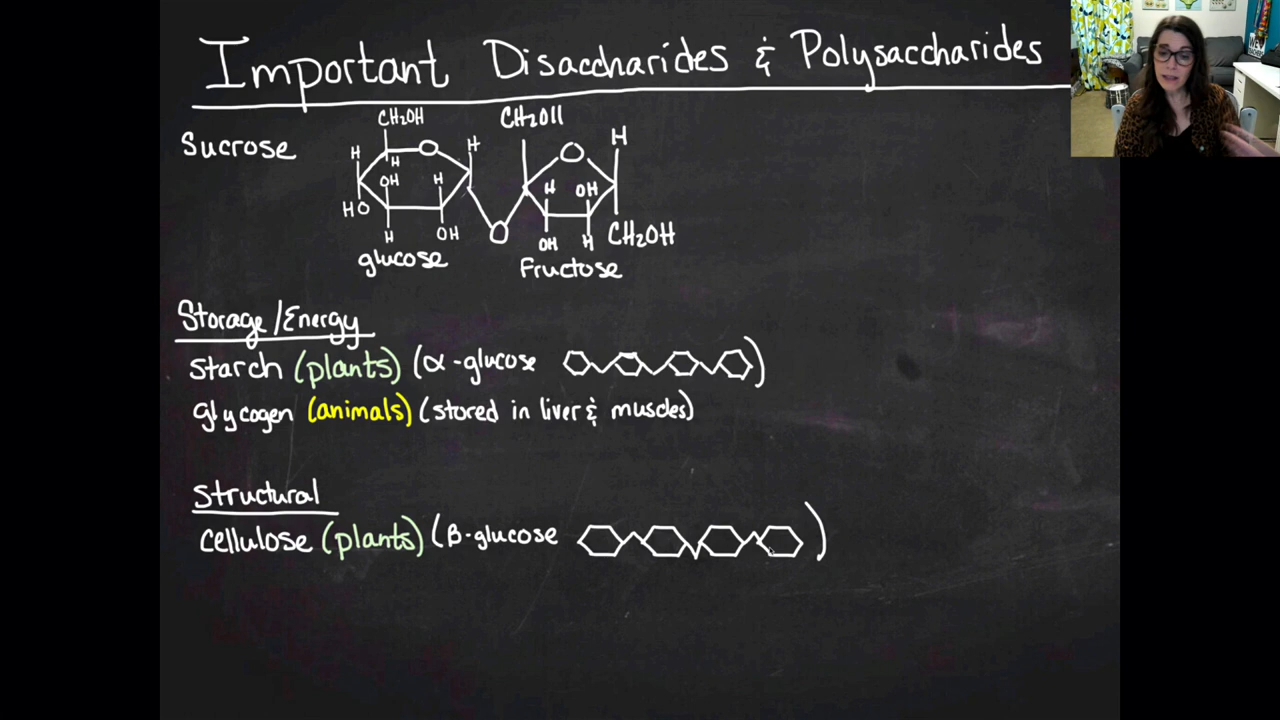 Important Disaccharides & Polysaccharides
Sucrose
CH₂OH CH₂OH H
H O H O
H
OH H H OH
HO
H OH O OH H CH₂OH
glucose Fructose
Storage/Energy
starch (plants) (α-glucose )
glycogen (animals) (stored in liver & muscles)
Structural
cellulose (plants) (β-glucose )